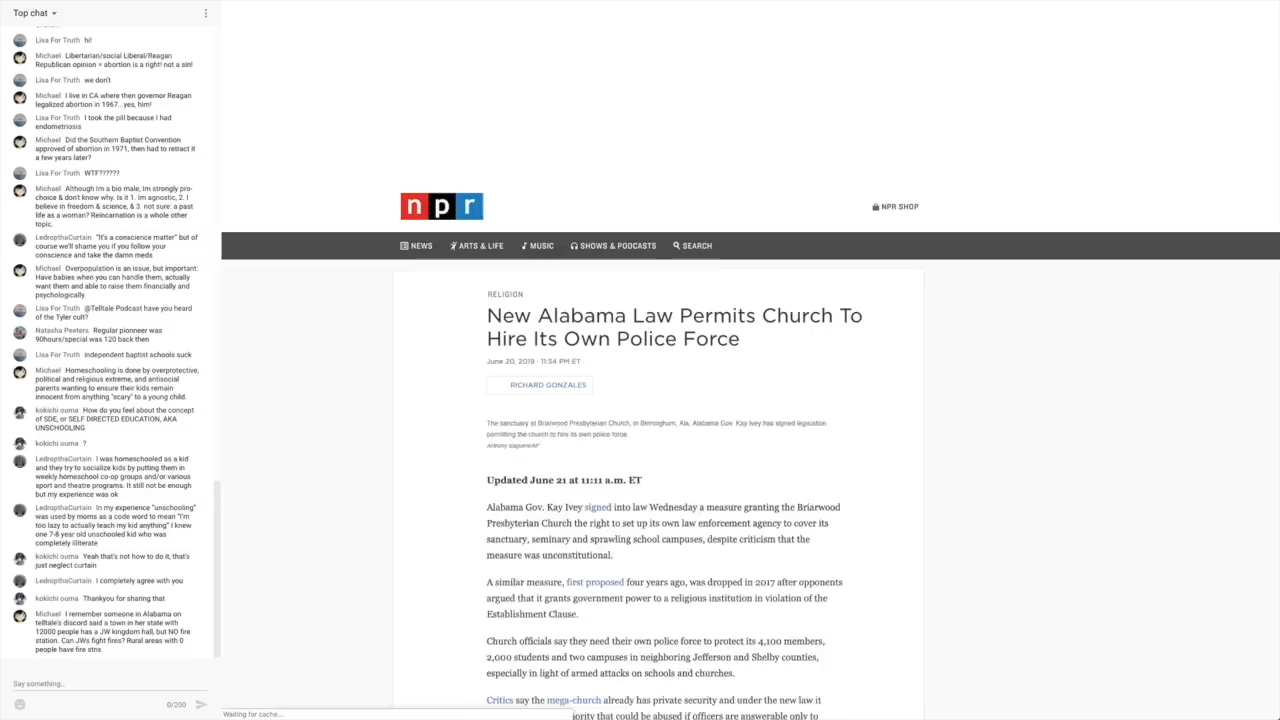 Top chat
Lisa For Truth hi!
Michael Libertarian/social Liberal/Reagan
Republican opinion = abortion is a right! not a sin!
Lisa For Truth we don't
Michael I live in CA where then governor Reagan
legalized abortion in 1967...yes, him!
Lisa For Truth I took the pill because I had
endometriosis
Michael Did the Southern Baptist Convention
approved of abortion in 1971, then had to retract it
a few years later?
Lisa For Truth WTF??????
Michael Although Im a bio male, Im strongly pro-
choice & don't know why. Is it 1. Im agnostic, 2. I
believe in freedom & science, & 3. not sure: a past
life as a woman? Reincarnation is a whole other
topic.
LedropthaCurtain "It's a conscience matter" but of
course we'll shame you if you follow your
conscience and take the damn meds
Michael Overpopulation is an issue, but important:
Have babies when you can handle them, actually
want them and able to raise them financially and
psychologically.
Lisa For Truth @Telltale Podcast have you heard
of the Tyler cult?
Natasha Peeters Regular pionneer was
90hours/special was 120 back then
Lisa For Truth independent baptist schools suck
Michael Homeschooling is done by overprotective,
political and religious extreme, and antisocial
parents wanting to ensure their kids remain
innocent from anything "scary" to a young child.
kokichi ouma How do you feel about the concept
of SDE, or SELF DIRECTED EDUCATION, AKA
UNSCHOOLING
kokichi ouma ?
LedropthaCurtain I was homeschooled as a kid
and they try to socialize kids by putting them in
weekly homeschool co-op groups and/or various
sport and theatre programs. It still not be enough
but my experience was ok
LedropthaCurtain In my experience "unschooling"
was used by moms as a code word to mean "I'm
too lazy to actually teach my kid anything" I knew
one 7-8 year old unschooled kid who was
completely illiterate
kokichi ouma Yeah that's not how to do it, that's
just neglect curtain
LedropthaCurtain I completely agree with you
kokichi ouma Thankyou for sharing that
Michael I remember someone in Alabama on
telltale's discord said a town in her state with
12000 people has a JW kingdom hall, but NO fire
station. Can JWs fight fires? Rural areas with 0
people have fire stns
Say something...
0/200
npr
NPR SHOP
NEWS ARTS & LIFE MUSIC SHOWS & PODCASTS SEARCH
RELIGION
New Alabama Law Permits Church To
Hire Its Own Police Force
June 20, 2019 · 11:34 PM ET
RICHARD GONZALES
The sanctuary at Briarwood Presbyterian Church, in Birmingham, Ala. Alabama Gov. Kay Ivey has signed legislation
permitting the church to hire its own police force.
Updated June 21 at 11:11 a.m. ET
Alabama Gov. Kay Ivey signed into law Wednesday a measure granting the Briarwood
Presbyterian Church the right to set up its own law enforcement agency to cover its
sanctuary, seminary and sprawling school campuses, despite criticism that the
measure was unconstitutional.
A similar measure, first proposed four years ago, was dropped in 2017 after opponents
argued that it grants government power to a religious institution in violation of the
Establishment Clause.
Church officials say they need their own police force to protect its 4,100 members,
2,000 students and two campuses in neighboring Jefferson and Shelby counties,
especially in light of armed attacks on schools and churches.
Critics say the mega-church already has private security and under the new law it
that could be abused if officers are answerable only to
Waiting for cache...